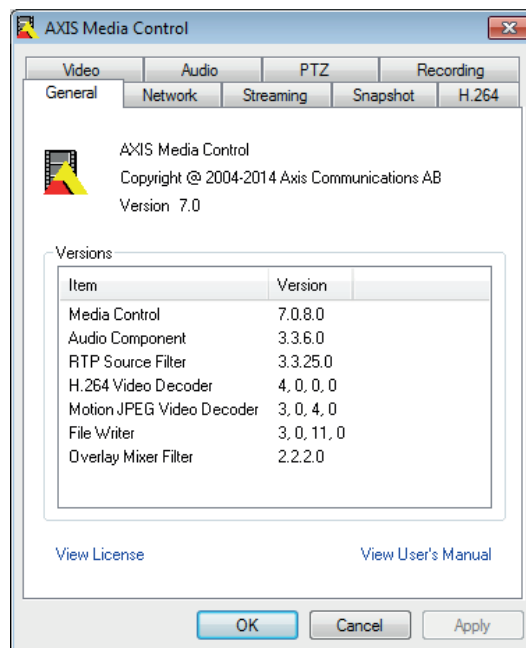 AXIS Media Control
Video Audio PTZ Recording
General Network Streaming Snapshot H.264
AXIS Media Control
Copyright @ 2004-2014 Axis Communications AB
Version 7.0
Versions
Item Version
Media Control 7.0.8.0
Audio Component 3.3.6.0
RTP Source Filter 3.3.25.0
H.264 Video Decoder 4, 0, 0, 0
Motion JPEG Video Decoder 3, 0, 4, 0
File Writer 3, 0, 11, 0
Overlay Mixer Filter 2.2.2.0
View License View User's Manual
OK Cancel Apply